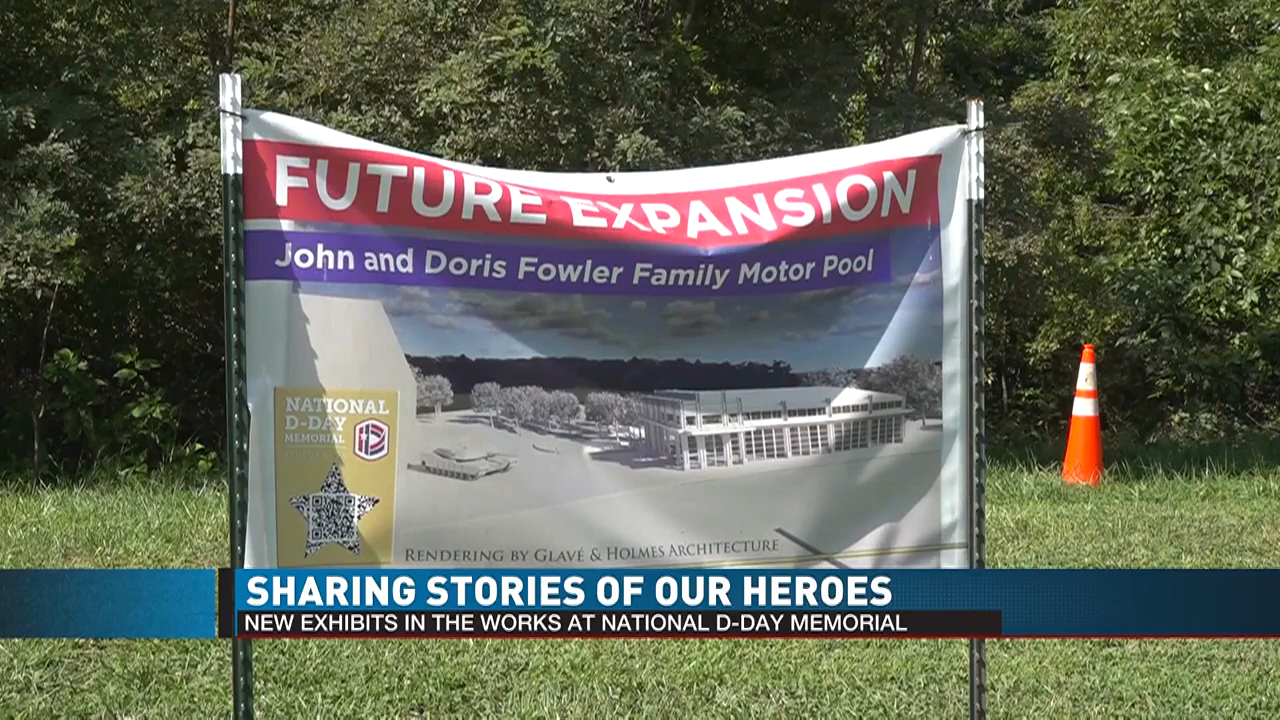 FUTURE EXPANSION
John and Doris Fowler Family Motor Pool
NATIONAL
D-DAY
MEMORIAL
RENDERING BY GLAVÉ & HOLMES ARCHITECTURE
SHARING STORIES OF OUR HEROES
NEW EXHIBITS IN THE WORKS AT NATIONAL D-DAY MEMORIAL